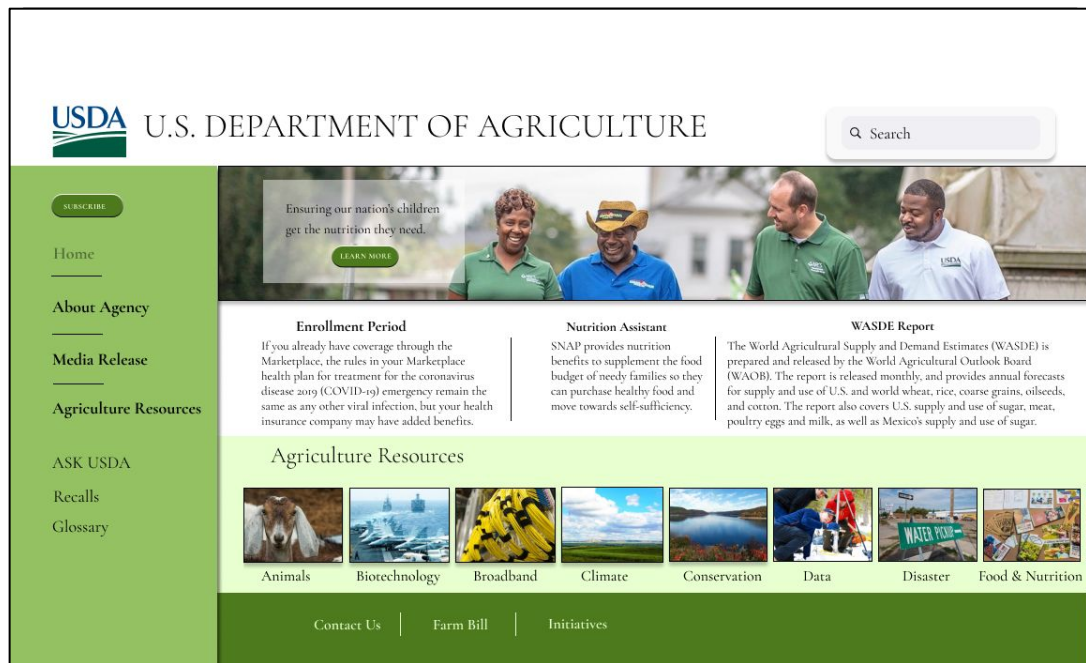 USDA
U.S. DEPARTMENT OF AGRICULTURE
Search
SUBSCRIBE
Home
About Agency
Media Release
Agriculture Resources
ASK USDA
Recalls
Glossary
Ensuring our nation's children
get the nutrition they need.
LEARN MORE
USDA
Enrollment Period
If you already have coverage through the
Marketplace, the rules in your Marketplace
health plan for treatment for the coronavirus
disease 2019 (COVID-19) emergency remain the
same as any other viral infection, but your health
insurance company may have added benefits.
Nutrition Assistant
SNAP provides nutrition
benefits to supplement the food
budget of needy families so they
can purchase healthy food and
move towards self-sufficiency.
WASDE Report
The World Agricultural Supply and Demand Estimates (WASDE) is
prepared and released by the World Agricultural Outlook Board
(WAOB). The report is released monthly, and provides annual forecasts
for supply and use of U.S. and world wheat, rice, coarse grains, oilseeds,
and cotton. The report also covers U.S. supply and use of sugar, meat,
poultry eggs and milk, as well as Mexico's supply and use of sugar.
Agriculture Resources
WATER PICKUP
Animals
Biotechnology
Broadband
Climate
Conservation
Data
Disaster
Food & Nutrition
Contact Us
Farm Bill
Initiatives